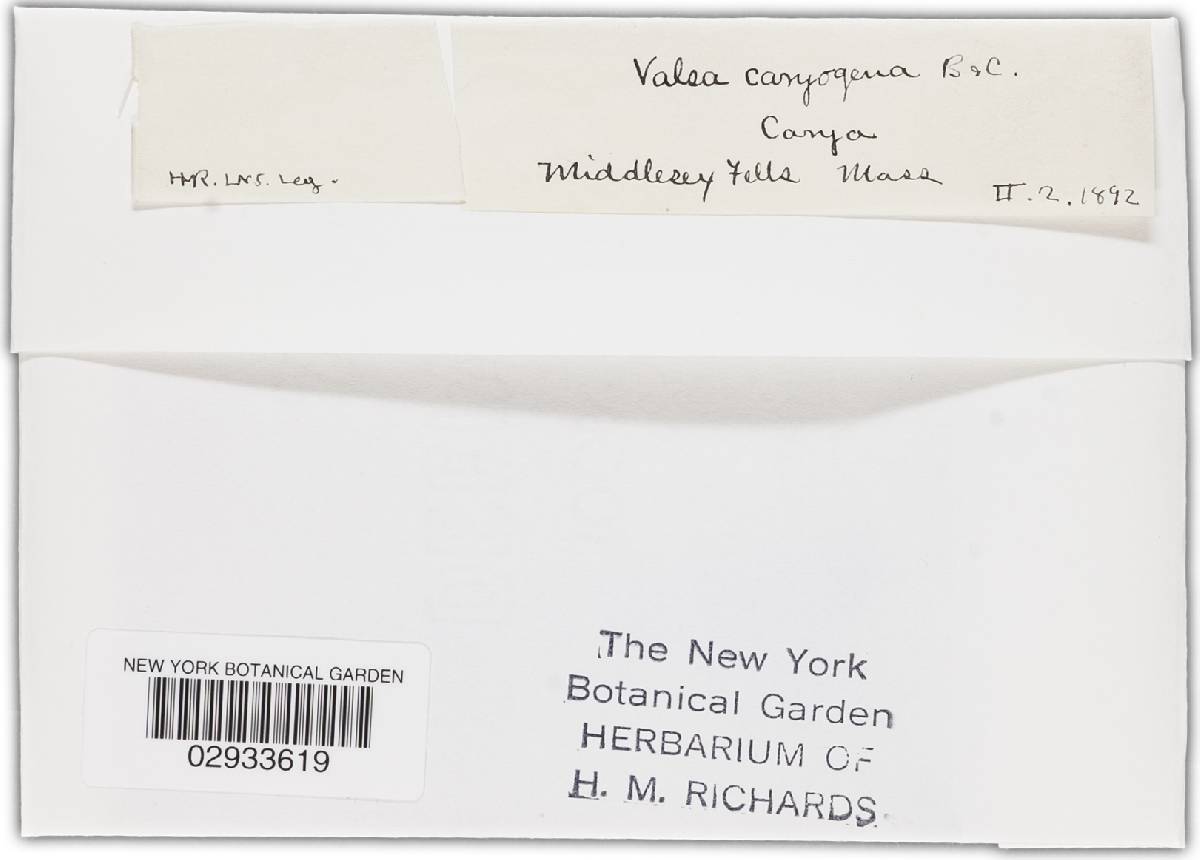 Valsa caryogena B & C.
Carya
Middlesex Fells Mass
HMR. LNS. Leg.
II. 2. 1892
NEW YORK BOTANICAL GARDEN
02933619
The New York
Botanical Garden
HERBARIUM OF
H. M. RICHARDS